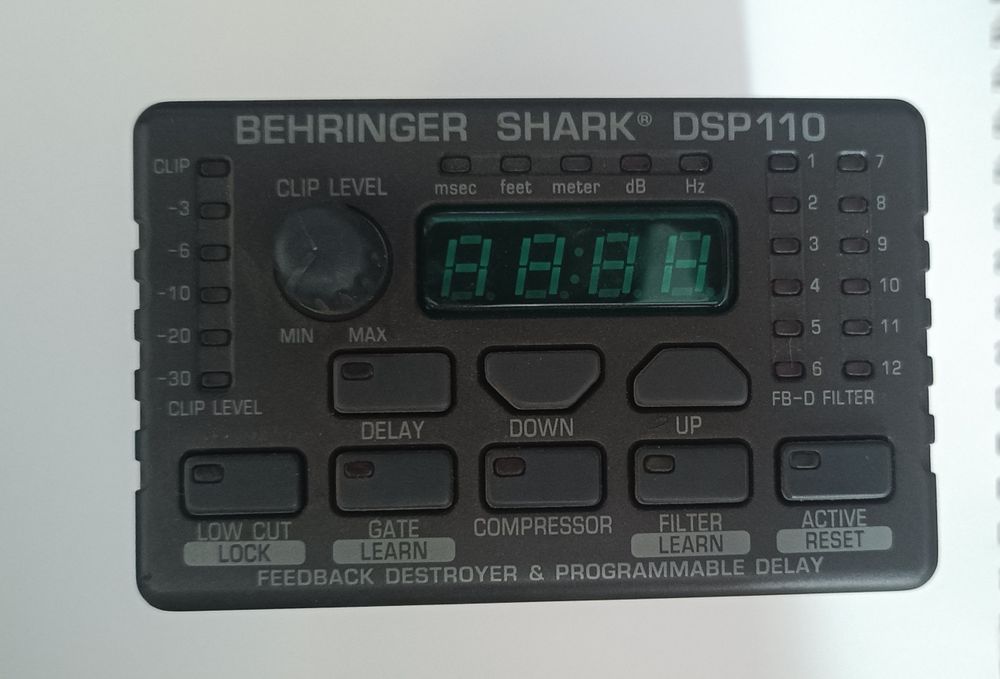 BEHRINGER SHARK® DSP110
CLIP
-3
-6
-10
-20
-30
CLIP LEVEL
CLIP LEVEL
MIN MAX
msec feet meter dB Hz
1 7
2 8
3 9
4 10
5 11
6 12
FB-D FILTER
DELAY DOWN UP
LOW CUT GATE COMPRESSOR FILTER ACTIVE
LOCK LEARN LEARN RESET
FEEDBACK DESTROYER & PROGRAMMABLE DELAY